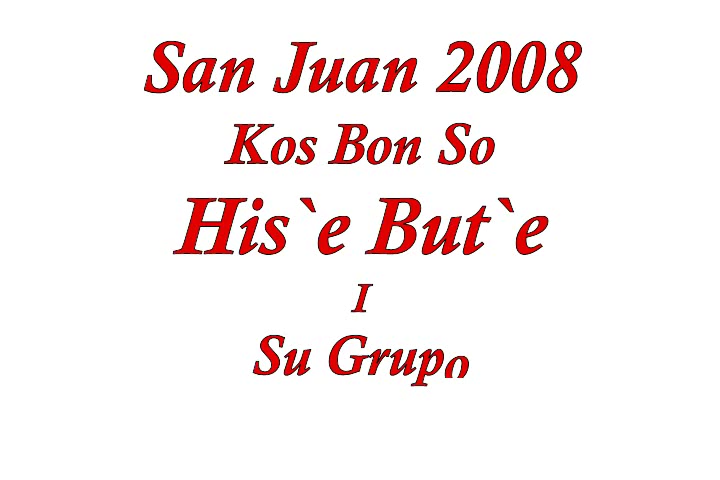 San Juan 2008
Kos Bon So
His`e But`e
I
Su Grupo